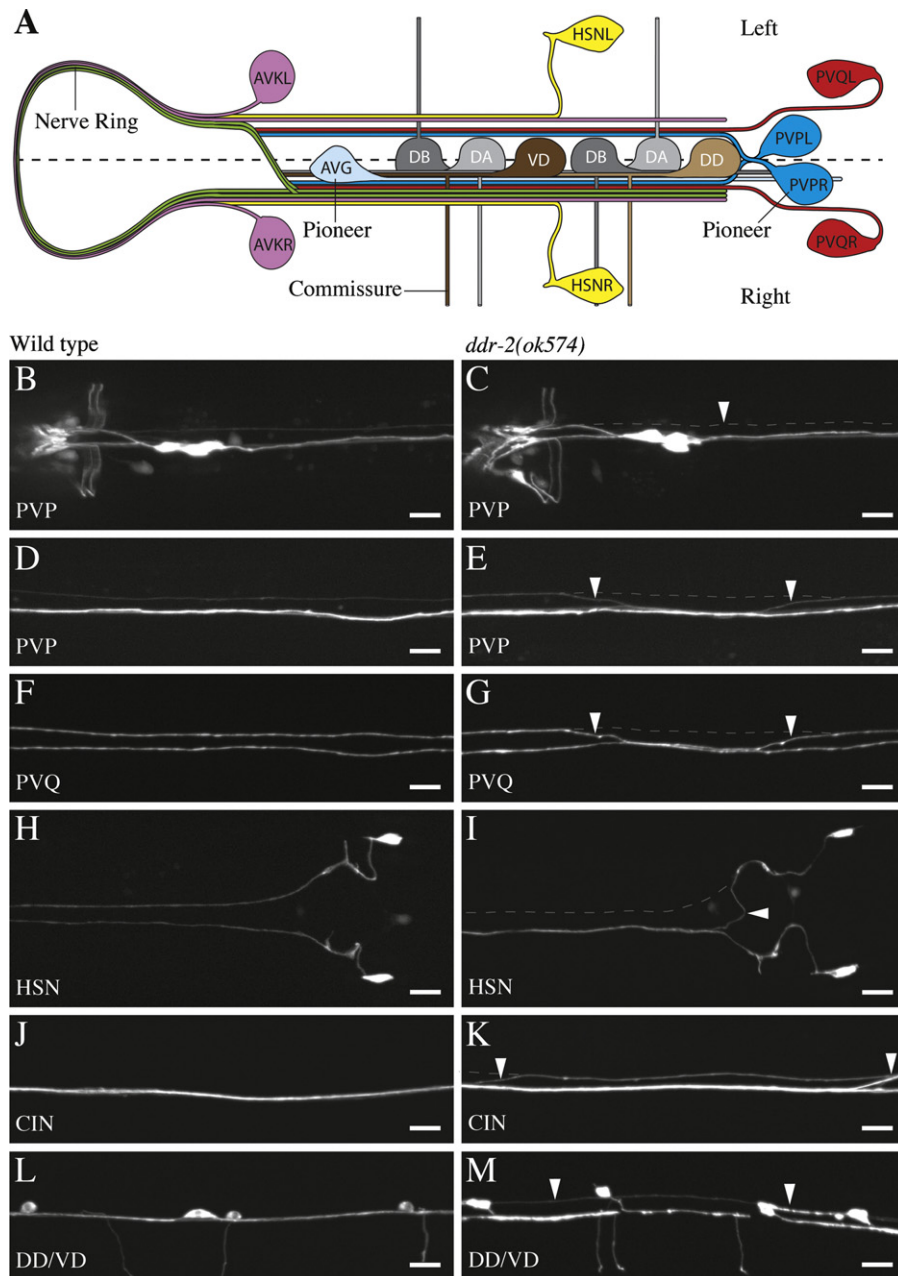 A
Left
HSNL
AVKL
PVQL
Nerve Ring
PVPL
DB
DA
VD
DB
DA
DD
AVG
PVPR
Pioneer
Pioneer
AVKR
PVQR
Commissure
HSNR
Right
Wild type
ddr-2(ok574)
B
PVP
C
PVP
D
PVP
E
PVP
F
PVQ
G
PVQ
H
HSN
I
HSN
J
CIN
K
CIN
L
DD/VD
M
DD/VD